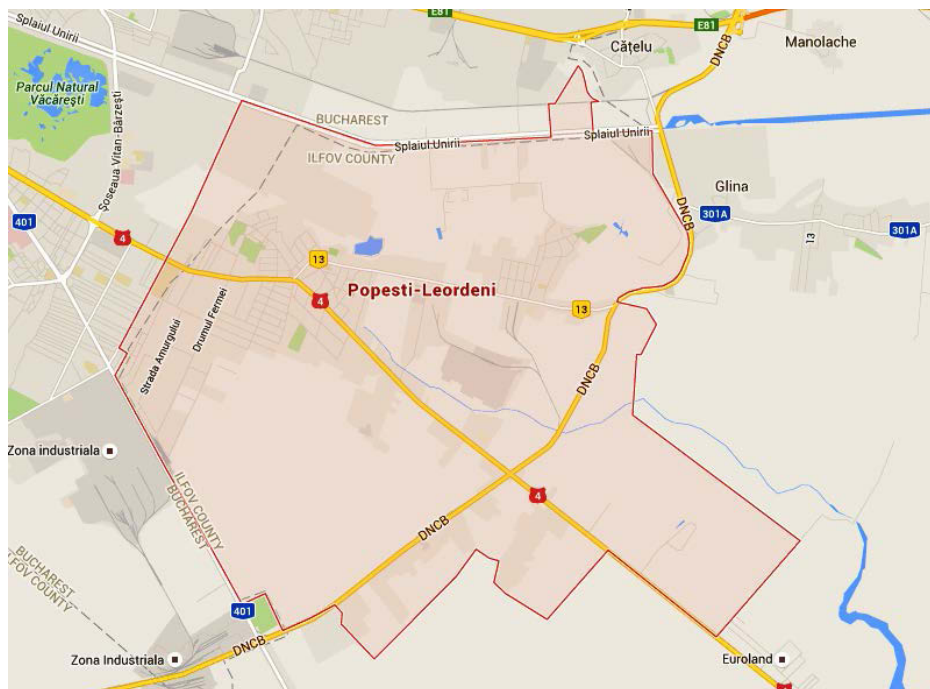 E81
E81
Splaiul Unirii
Cățelu
DNCB
Manolache
Parcul Natural
Văcărești
Șoseaua Vitan-Bârzești
BUCHAREST
ILFOV COUNTY
Splaiul Unirii
Splaiul Unirii
Glina
401
4
DNCB
301A
301A
13
13
Popesti-Leordeni
4
13
Strada Amurgului
Drumul Fermei
DNCB
Zona industriala
4
ILFOV COUNTY
BUCHAREST
DNCB
BUCHAREST
ILFOV COUNTY
401
DNCB
Zona Industriala
Euroland